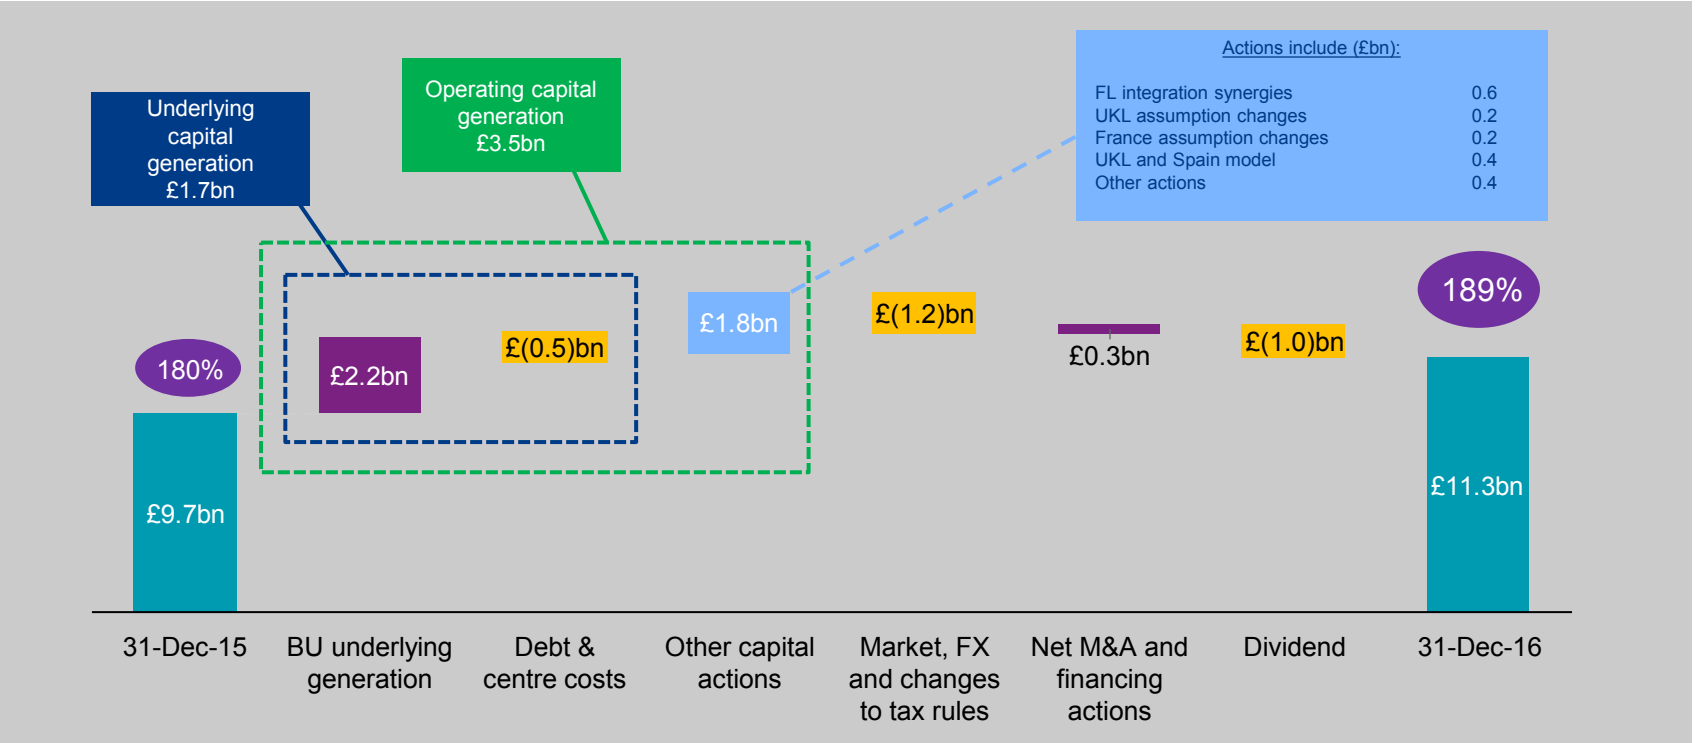 Actions include (£bn):
FL integration synergies 0.6
UKL assumption changes 0.2
France assumption changes 0.2
UKL and Spain model 0.4
Other actions 0.4
Operating capital
generation
£3.5bn
Underlying
capital
generation
£1.7bn
180%
£9.7bn
£2.2bn
£(0.5)bn
£1.8bn
£(1.2)bn
£0.3bn
£(1.0)bn
189%
£11.3bn
31-Dec-15
BU underlying
generation
Debt &
centre costs
Other capital
actions
Market, FX
and changes
to tax rules
Net M&A and
financing
actions
Dividend
31-Dec-16